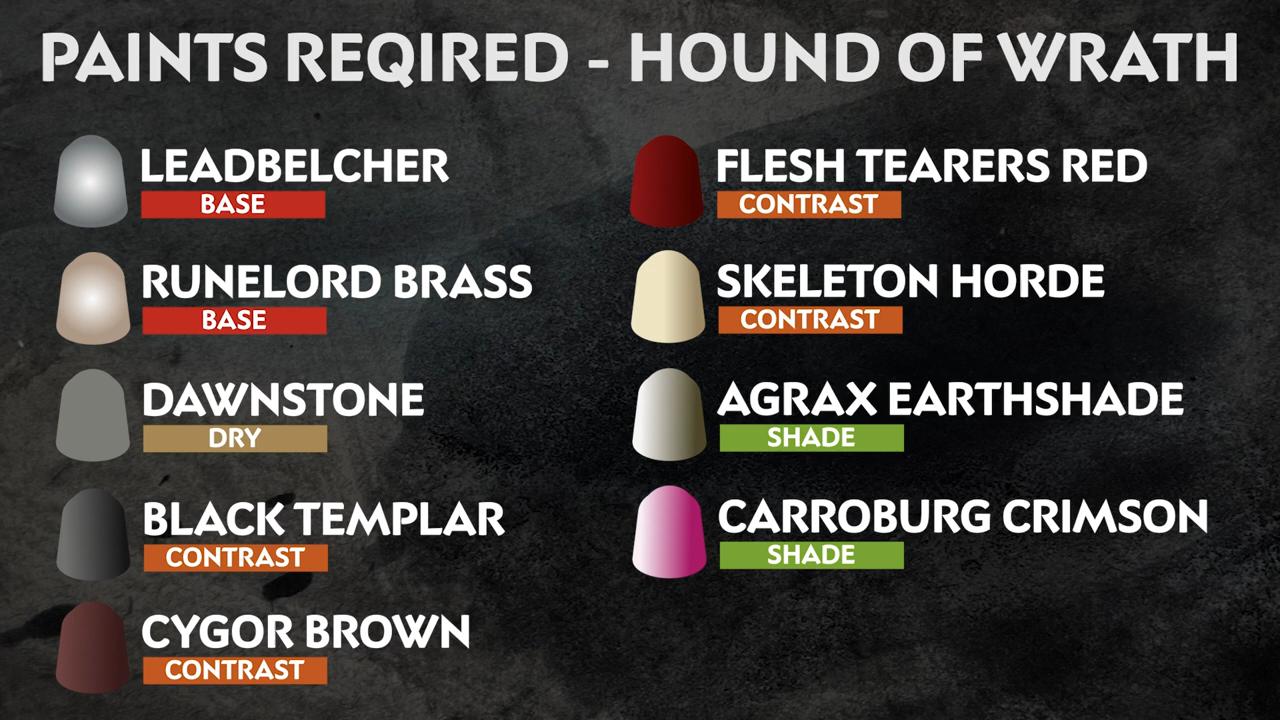 PAINTS REQIRED - HOUND OF WRATH
LEADBELCHER
BASE
RUNELORD BRASS
BASE
DAWNSTONE
DRY
BLACK TEMPLAR
CONTRAST
CYGOR BROWN
CONTRAST
FLESH TEARERS RED
CONTRAST
SKELETON HORDE
CONTRAST
AGRAX EARTHSHADE
SHADE
CARROBURG CRIMSON
SHADE